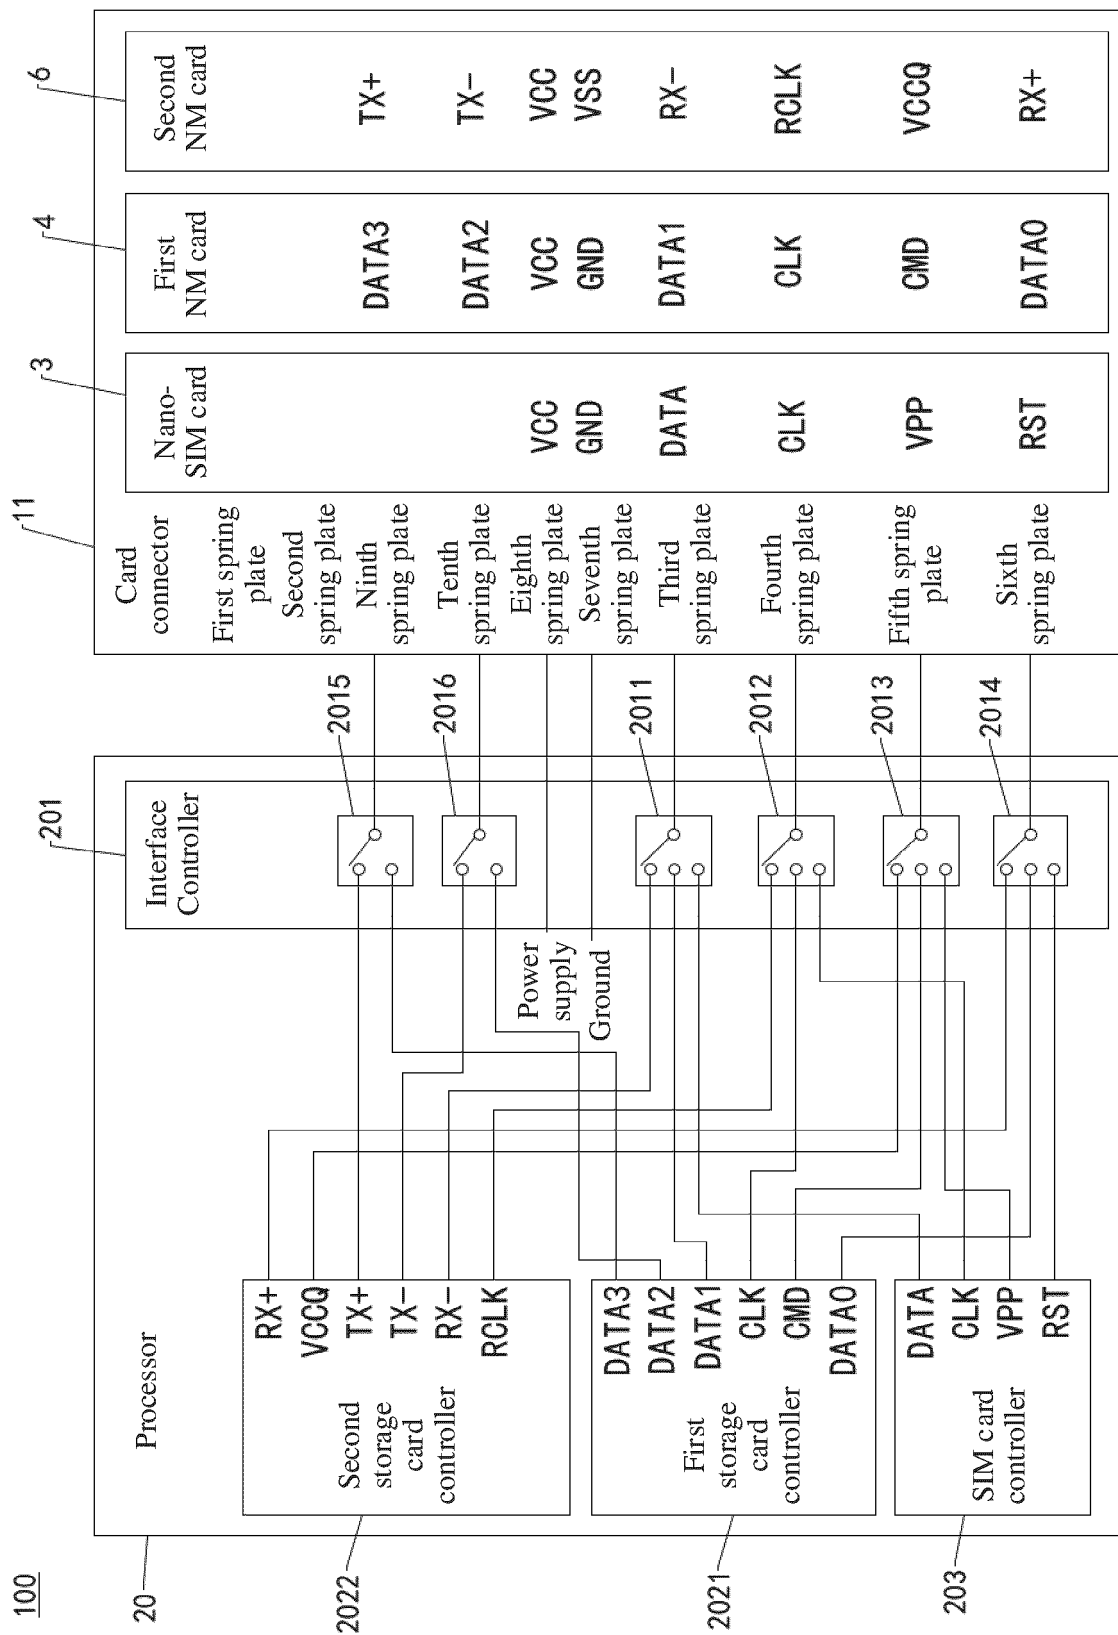 100
20
Processor
2022
Second
storage
card
controller
RX+
VCCQ
TX+
TX-
RX-
RCLK
2021
First
storage
card
controller
DATA3
DATA2
DATA1
CLK
CMD
DATA0
203
SIM card
controller
DATA
CLK
VPP
RST
201
Interface
Controller
Power
supply
Ground
2015
2016
2011
2012
2013
2014
11
Card
connector
First spring
plate
Second
spring plate
Ninth
spring plate
Tenth
spring plate
Eighth
spring plate
Seventh
spring plate
Third
spring plate
Fourth
spring plate
Fifth spring
plate
Sixth
spring plate
3
Nano-
SIM card
VCC
GND
DATA
CLK
VPP
RST
4
First
NM card
DATA3
DATA2
VCC
GND
DATA1
CLK
CMD
DATA0
6
Second
NM card
TX+
TX-
VCC
VSS
RX-
RCLK
VCCQ
RX+